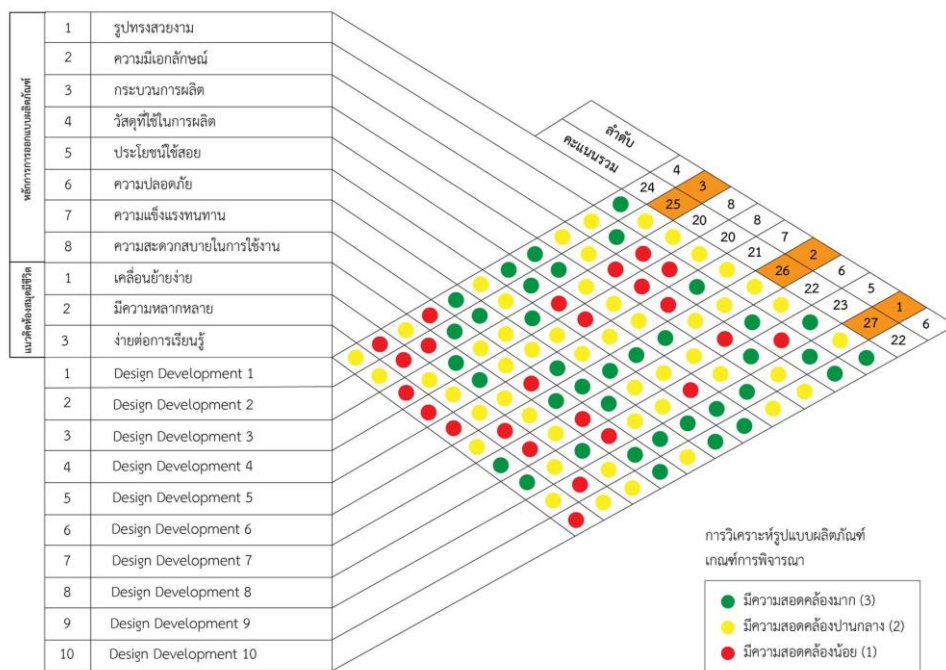 หลักการการออกแบบผลิตภัณฑ์
1 รูปทรงสวยงาม
2 ความมีเอกลักษณ์
3 กระบวนการผลิต
4 วัสดุที่ใช้ในการผลิต
5 ประโยชน์ใช้สอย
6 ความปลอดภัย
7 ความแข็งแรงทนทาน
8 ความสะดวกสบายในการใช้งาน
แนวคิดห้องสมุดมีชีวิต
1 เคลื่อนย้ายง่าย
2 มีความหลากหลาย
3 ง่ายต่อการเรียนรู้
1 Design Development 1
2 Design Development 2
3 Design Development 3
4 Design Development 4
5 Design Development 5
6 Design Development 6
7 Design Development 7
8 Design Development 8
9 Design Development 9
10 Design Development 10
ลำดับ
คะแนนรวม
24 4
25 3
20 8
20 8
21 7
26 2
22 6
23 5
27 1
22 6
การวิเคราะห์รูปแบบผลิตภัณฑ์
เกณฑ์การพิจารณา
มีความสอดคล้องมาก (3)
มีความสอดคล้องปานกลาง (2)
มีความสอดคล้องน้อย (1)